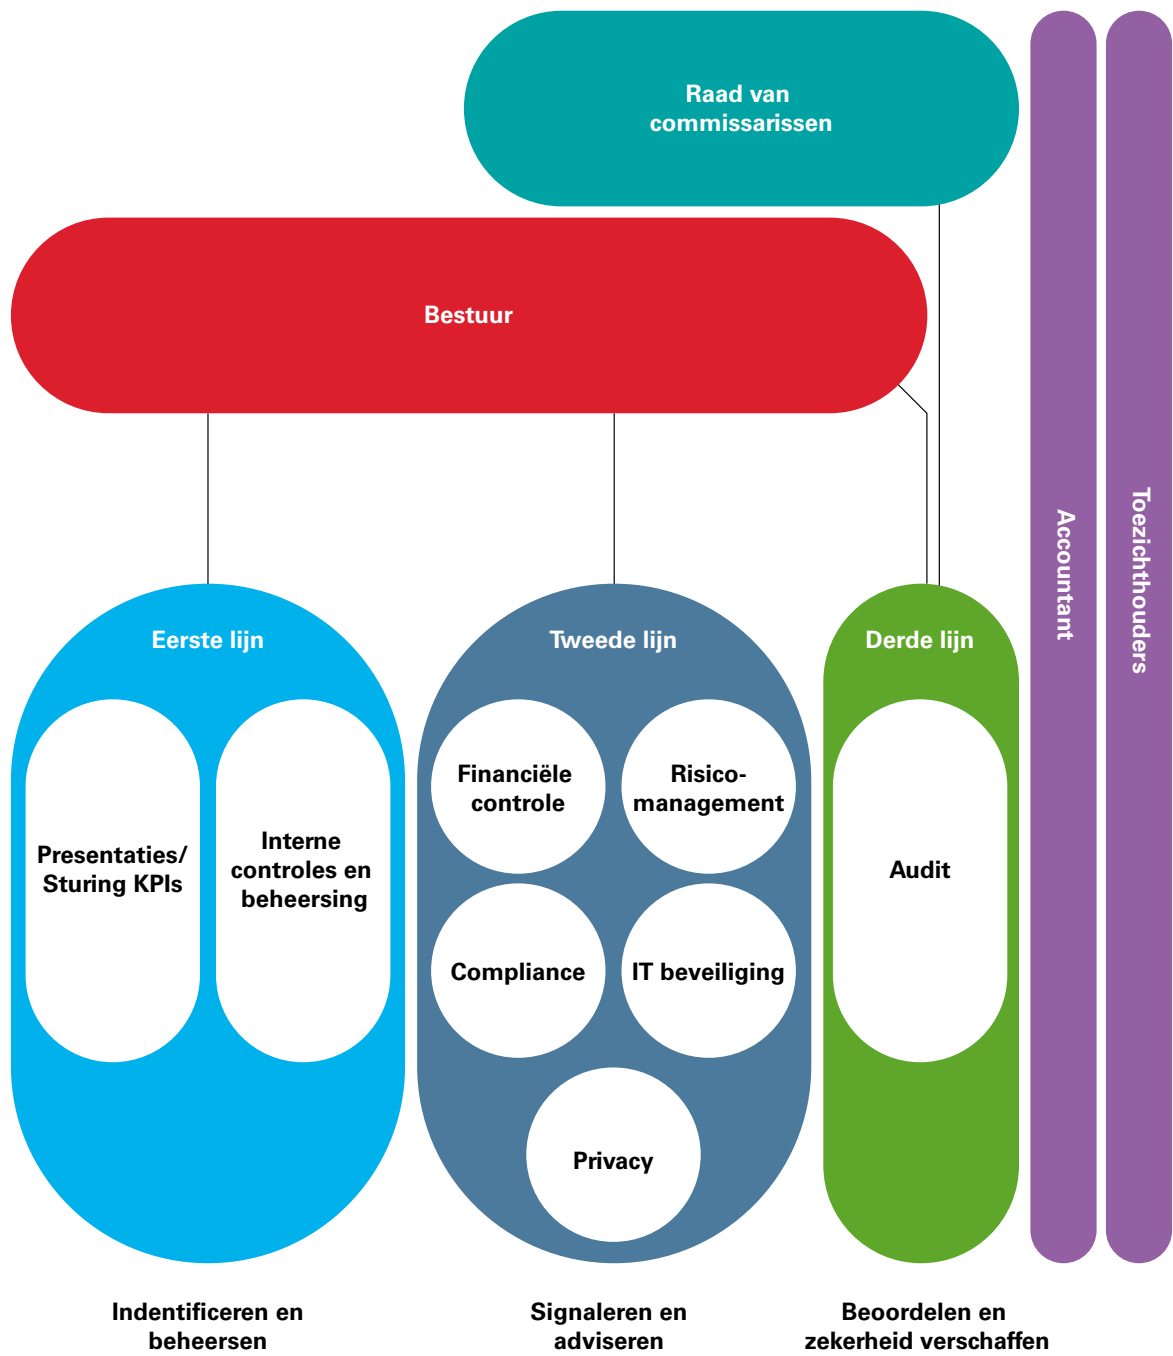 Raad van
commissarissen
Bestuur
Eerste lijn
Presentaties/
Sturing KPIs
Interne
controles en
beheersing
Indentificeren en
beheersen
Tweede lijn
Financiële
controle
Risico-
management
Compliance
IT beveiliging
Privacy
Signaleren en
adviseren
Derde lijn
Audit
Beoordelen en
zekerheid verschaffen
Accountant
Toezichthouders